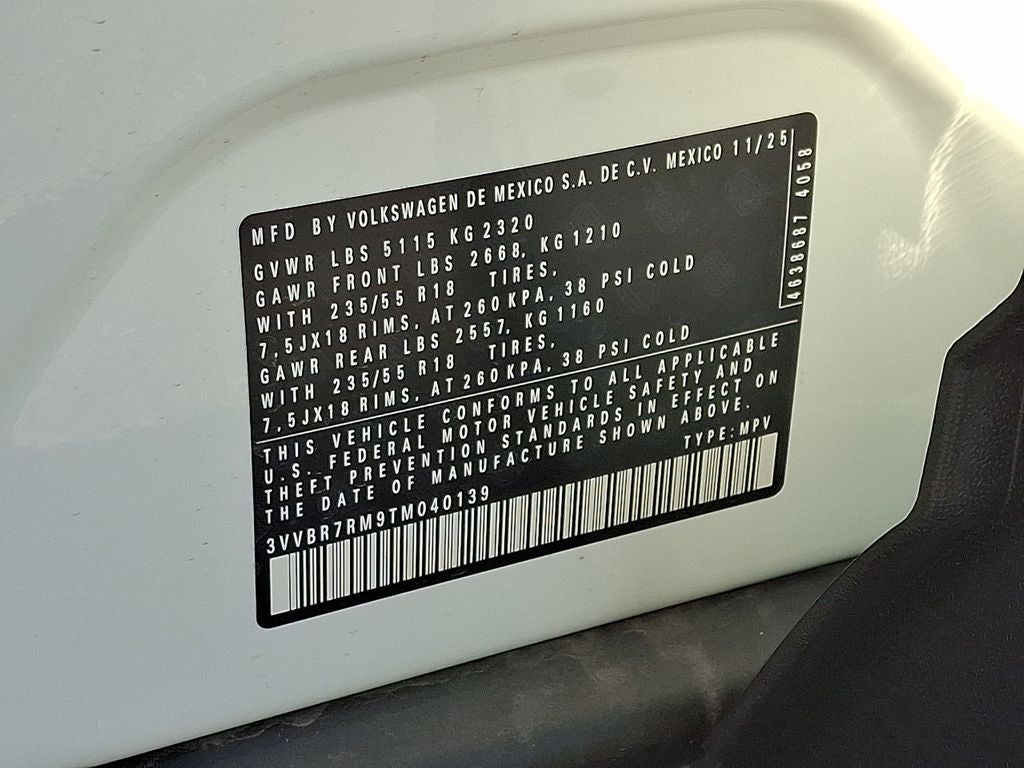 MFD BY VOLKSWAGEN DE MEXICO S.A. DE C.V. MEXICO 11/25
GVWR LBS 5115 KG 2320
GAWR FRONT LBS 2668, KG 1210
WITH 235/55 R18 TIRES,
7,5JX18 RIMS, AT 260 KPA, 38 PSI COLD
GAWR REAR LBS 2557, KG 1160
WITH 235/55 R18 TIRES,
7,5JX18 RIMS, AT 260 KPA, 38 PSI COLD
4638687 4058
THIS VEHICLE CONFORMS TO ALL APPLICABLE
U.S. FEDERAL MOTOR VEHICLE SAFETY AND
THEFT PREVENTION STANDARDS IN EFFECT ON
THE DATE OF MANUFACTURE SHOWN ABOVE.
3VVBR7RM9TM040139 TYPE: MPV